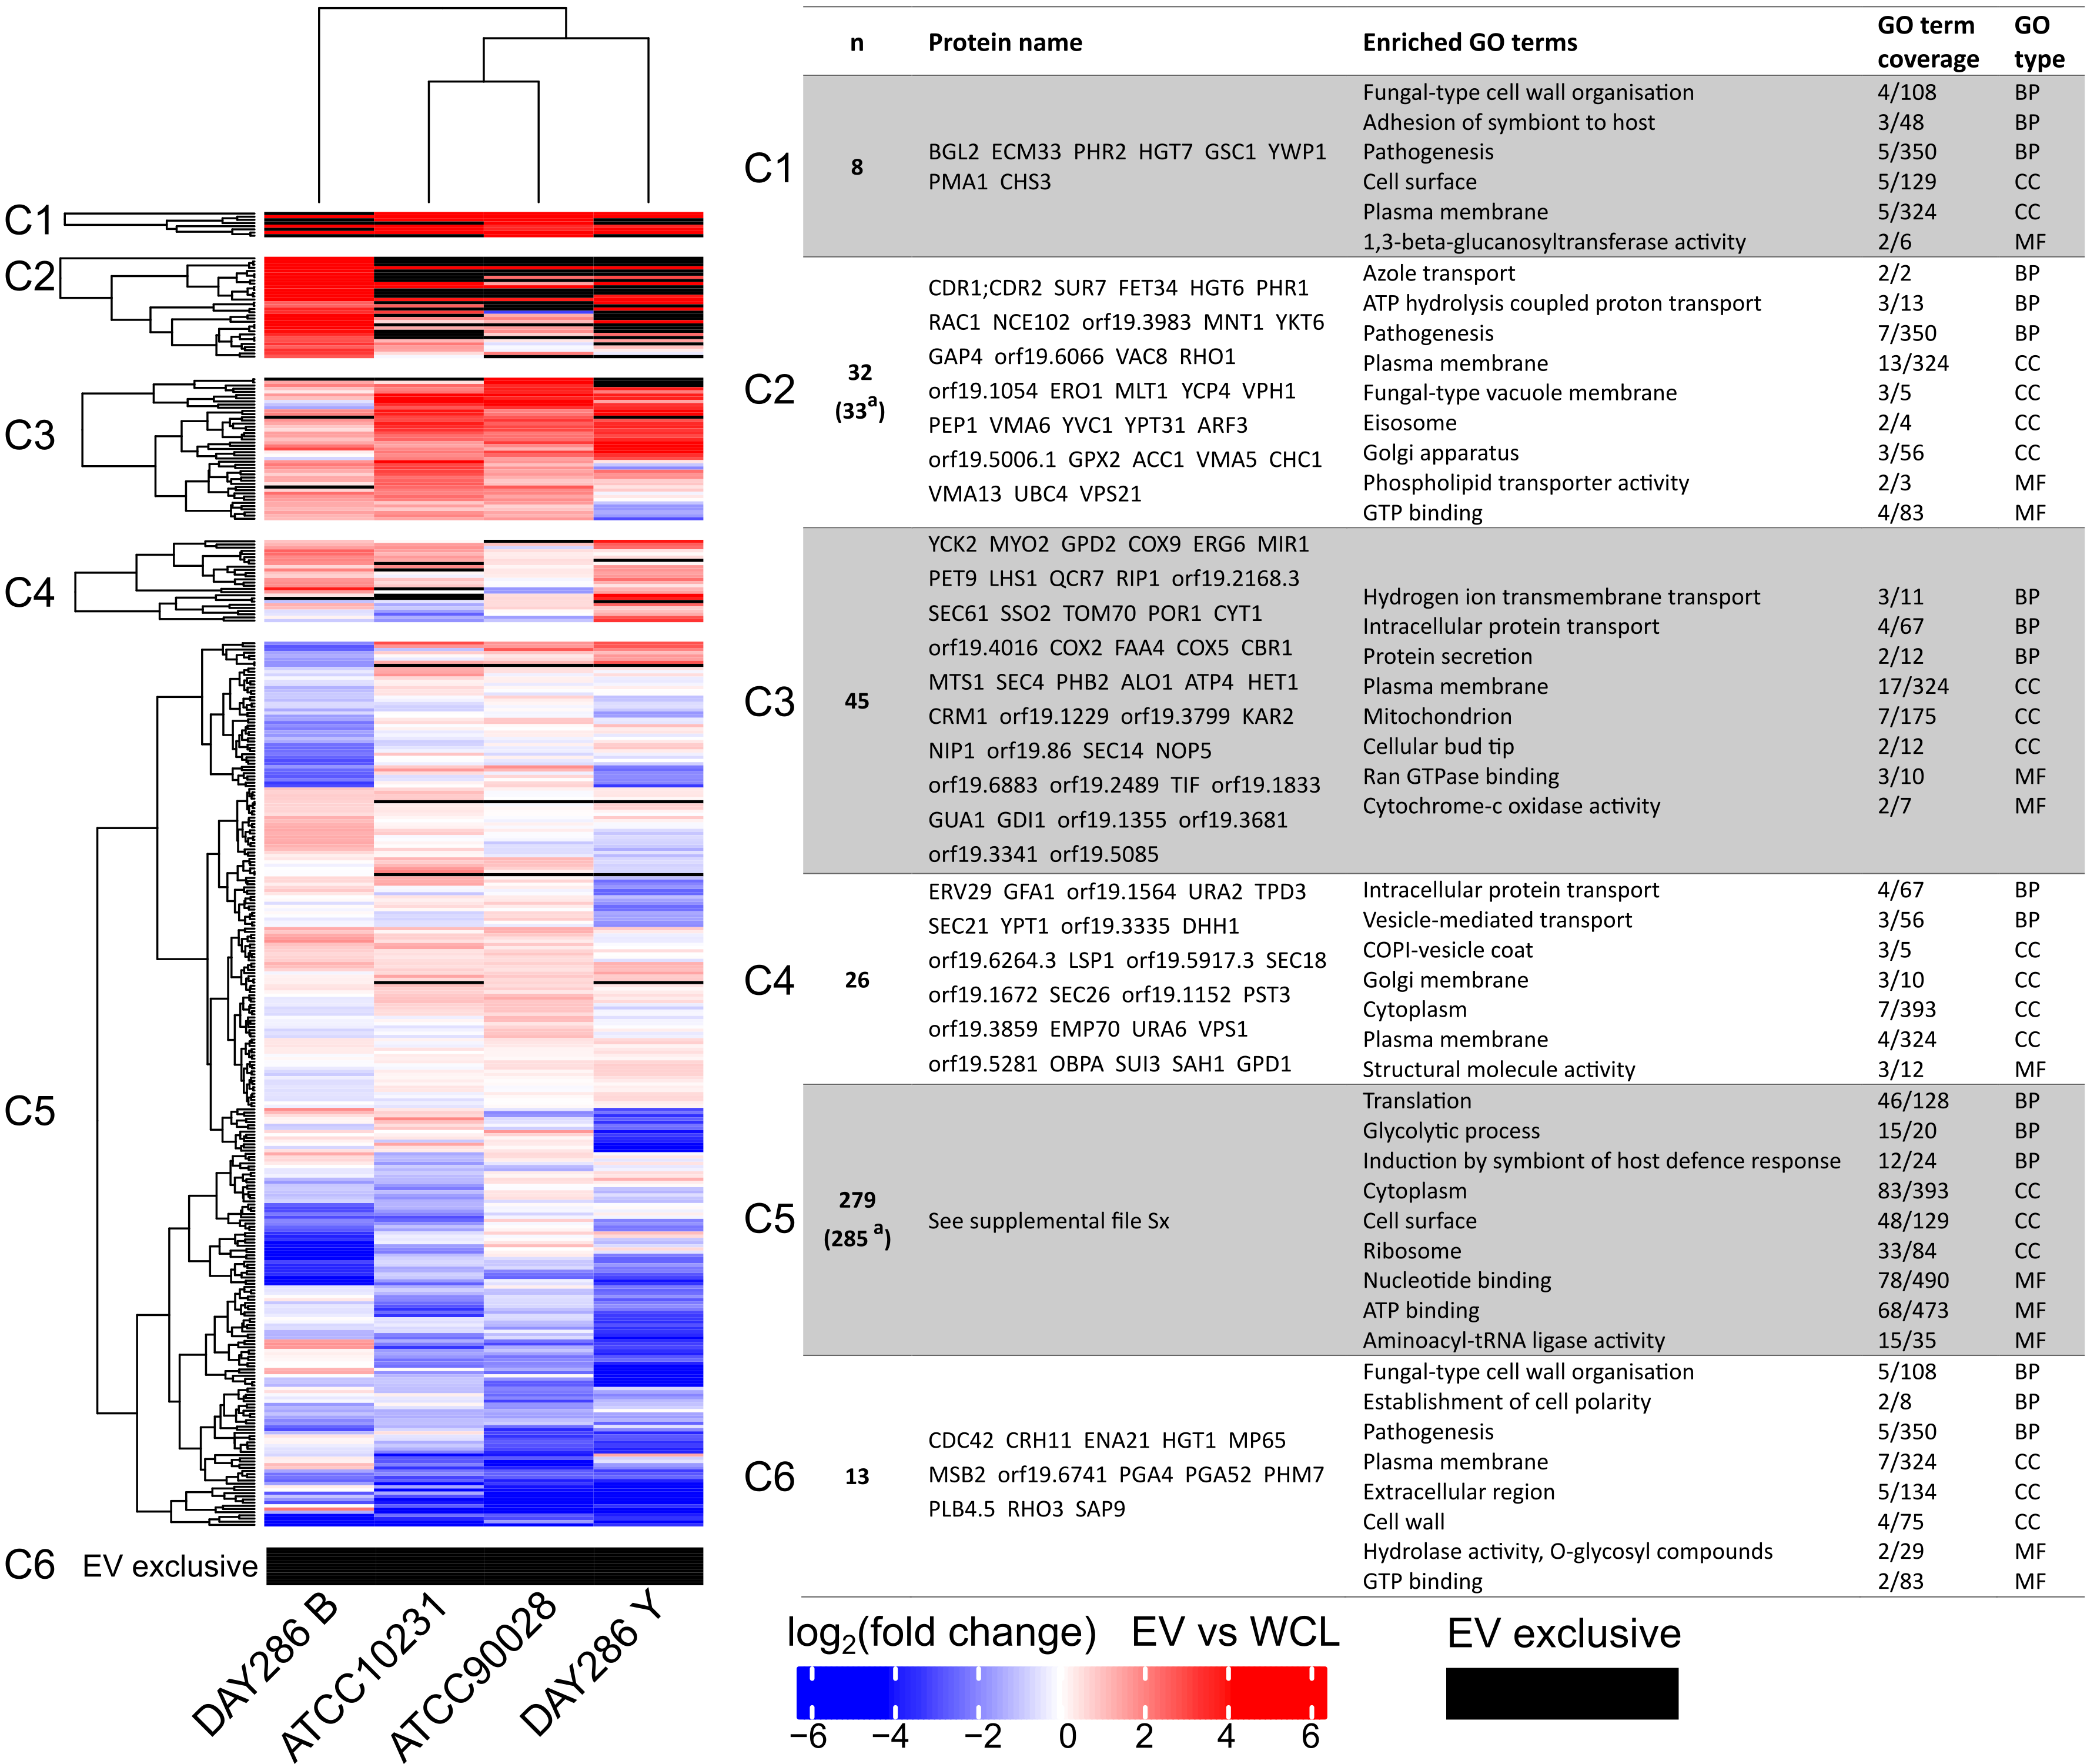 n Protein name Enriched GO terms GO term coverage GO type
C1
C2
C3
C4
C5
C6 EV exclusive
DAY286 B
ATCC10231
ATCC90028
DAY286 Y
C1
8
BGL2 ECM33 PHR2 HGT7 GSC1 YWP1
PMA1 CHS3
Fungal-type cell wall organisation 4/108 BP
Adhesion of symbiont to host 3/48 BP
Pathogenesis 5/350 BP
Cell surface 5/129 CC
Plasma membrane 5/324 CC
1,3-beta-glucanosyltransferase activity 2/6 MF
C2
32
(33a)
CDR1;CDR2 SUR7 FET34 HGT6 PHR1
RAC1 NCE102 orf19.3983 MNT1 YKT6
GAP4 orf19.6066 VAC8 RHO1
orf19.1054 ERO1 MLT1 YCP4 VPH1
PEP1 VMA6 YVC1 YPT31 ARF3
orf19.5006.1 GPX2 ACC1 VMA5 CHC1
VMA13 UBC4 VPS21
Azole transport 2/2 BP
ATP hydrolysis coupled proton transport 3/13 BP
Pathogenesis 7/350 BP
Plasma membrane 13/324 CC
Fungal-type vacuole membrane 3/5 CC
Eisosome 2/4 CC
Golgi apparatus 3/56 CC
Phospholipid transporter activity 2/3 MF
GTP binding 4/83 MF
C3
45
YCK2 MYO2 GPD2 COX9 ERG6 MIR1
PET9 LHS1 QCR7 RIP1 orf19.2168.3
SEC61 SSO2 TOM70 POR1 CYT1
orf19.4016 COX2 FAA4 COX5 CBR1
MTS1 SEC4 PHB2 ALO1 ATP4 HET1
CRM1 orf19.1229 orf19.3799 KAR2
NIP1 orf19.86 SEC14 NOP5
orf19.6883 orf19.2489 TIF orf19.1833
GUA1 GDI1 orf19.1355 orf19.3681
orf19.3341 orf19.5085
Hydrogen ion transmembrane transport 3/11 BP
Intracellular protein transport 4/67 BP
Protein secretion 2/12 BP
Plasma membrane 17/324 CC
Mitochondrion 7/175 CC
Cellular bud tip 2/12 CC
Ran GTPase binding 3/10 MF
Cytochrome-c oxidase activity 2/7 MF
C4
26
ERV29 GFA1 orf19.1564 URA2 TPD3
SEC21 YPT1 orf19.3335 DHH1
orf19.6264.3 LSP1 orf19.5917.3 SEC18
orf19.1672 SEC26 orf19.1152 PST3
orf19.3859 EMP70 URA6 VPS1
orf19.5281 OBPA SUI3 SAH1 GPD1
Intracellular protein transport 4/67 BP
Vesicle-mediated transport 3/56 BP
COPI-vesicle coat 3/5 CC
Golgi membrane 3/10 CC
Cytoplasm 7/393 CC
Plasma membrane 4/324 CC
Structural molecule activity 3/12 MF
C5
279
(285 a)
See supplemental file Sx
Translation 46/128 BP
Glycolytic process 15/20 BP
Induction by symbiont of host defence response 12/24 BP
Cytoplasm 83/393 CC
Cell surface 48/129 CC
Ribosome 33/84 CC
Nucleotide binding 78/490 MF
ATP binding 68/473 MF
Aminoacyl-tRNA ligase activity 15/35 MF
C6
13
CDC42 CRH11 ENA21 HGT1 MP65
MSB2 orf19.6741 PGA4 PGA52 PHM7
PLB4.5 RHO3 SAP9
Fungal-type cell wall organisation 5/108 BP
Establishment of cell polarity 2/8 BP
Pathogenesis 5/350 BP
Plasma membrane 7/324 CC
Extracellular region 5/134 CC
Cell wall 4/75 CC
Hydrolase activity, O-glycosyl compounds 2/29 MF
GTP binding 2/83 MF
log2(fold change) EV vs WCL
−6 −4 −2 0 2 4 6
EV exclusive